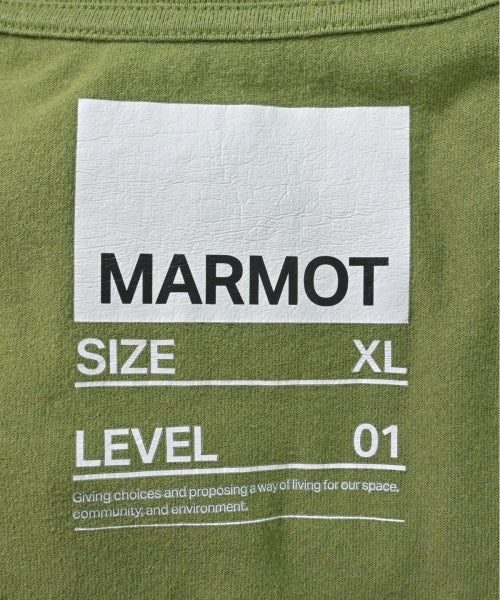 MARMOT
SIZE XL
LEVEL 01
Giving choices and proposing a way of living for our space,
community, and environment.